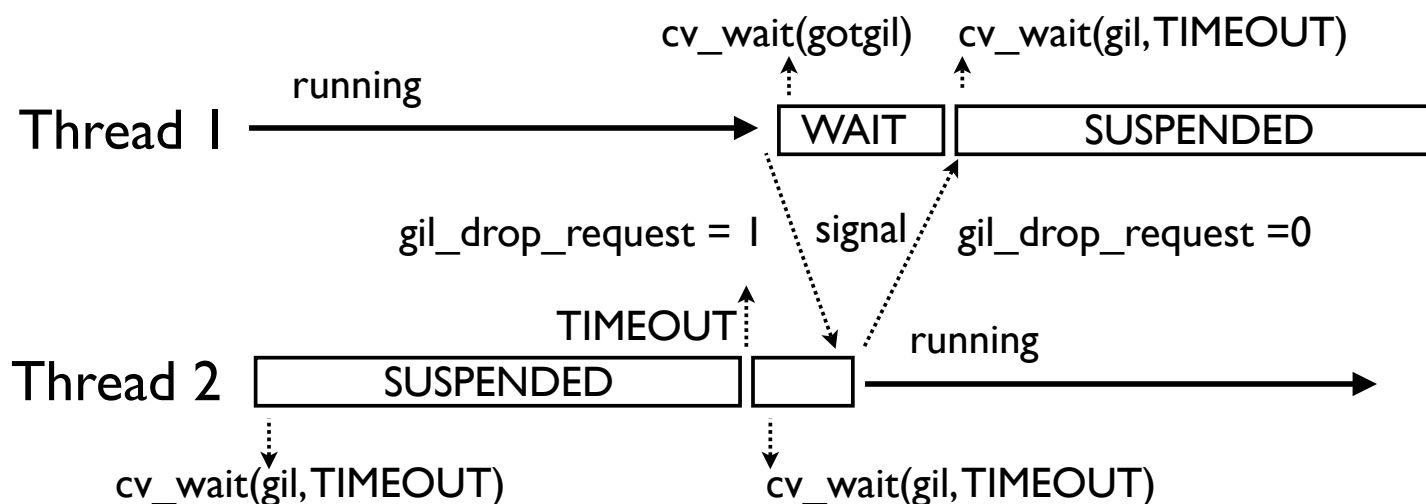 cv_wait(gotgil) cv_wait(gil, TIMEOUT)
running
Thread 1 WAIT SUSPENDED
gil_drop_request = 1 signal gil_drop_request =0
TIMEOUT running
Thread 2 SUSPENDED
cv_wait(gil, TIMEOUT) cv_wait(gil, TIMEOUT)